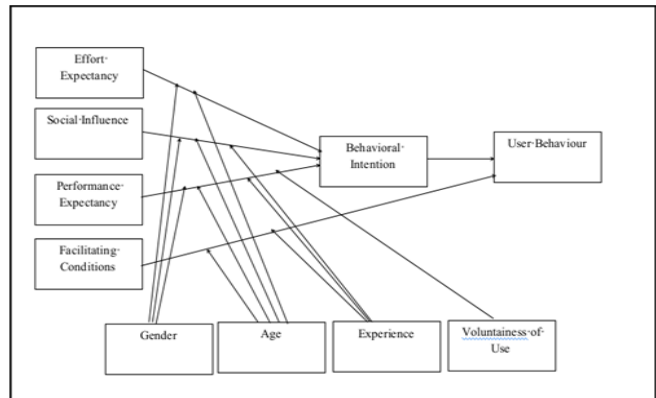 Effort·
Expectancy
Social·Influence
Performance·
Expectancy
Facilitating·
Conditions
Behavioral·
Intention
User·Behaviour
Gender
Age
Experience
Voluntainess·of·
Use